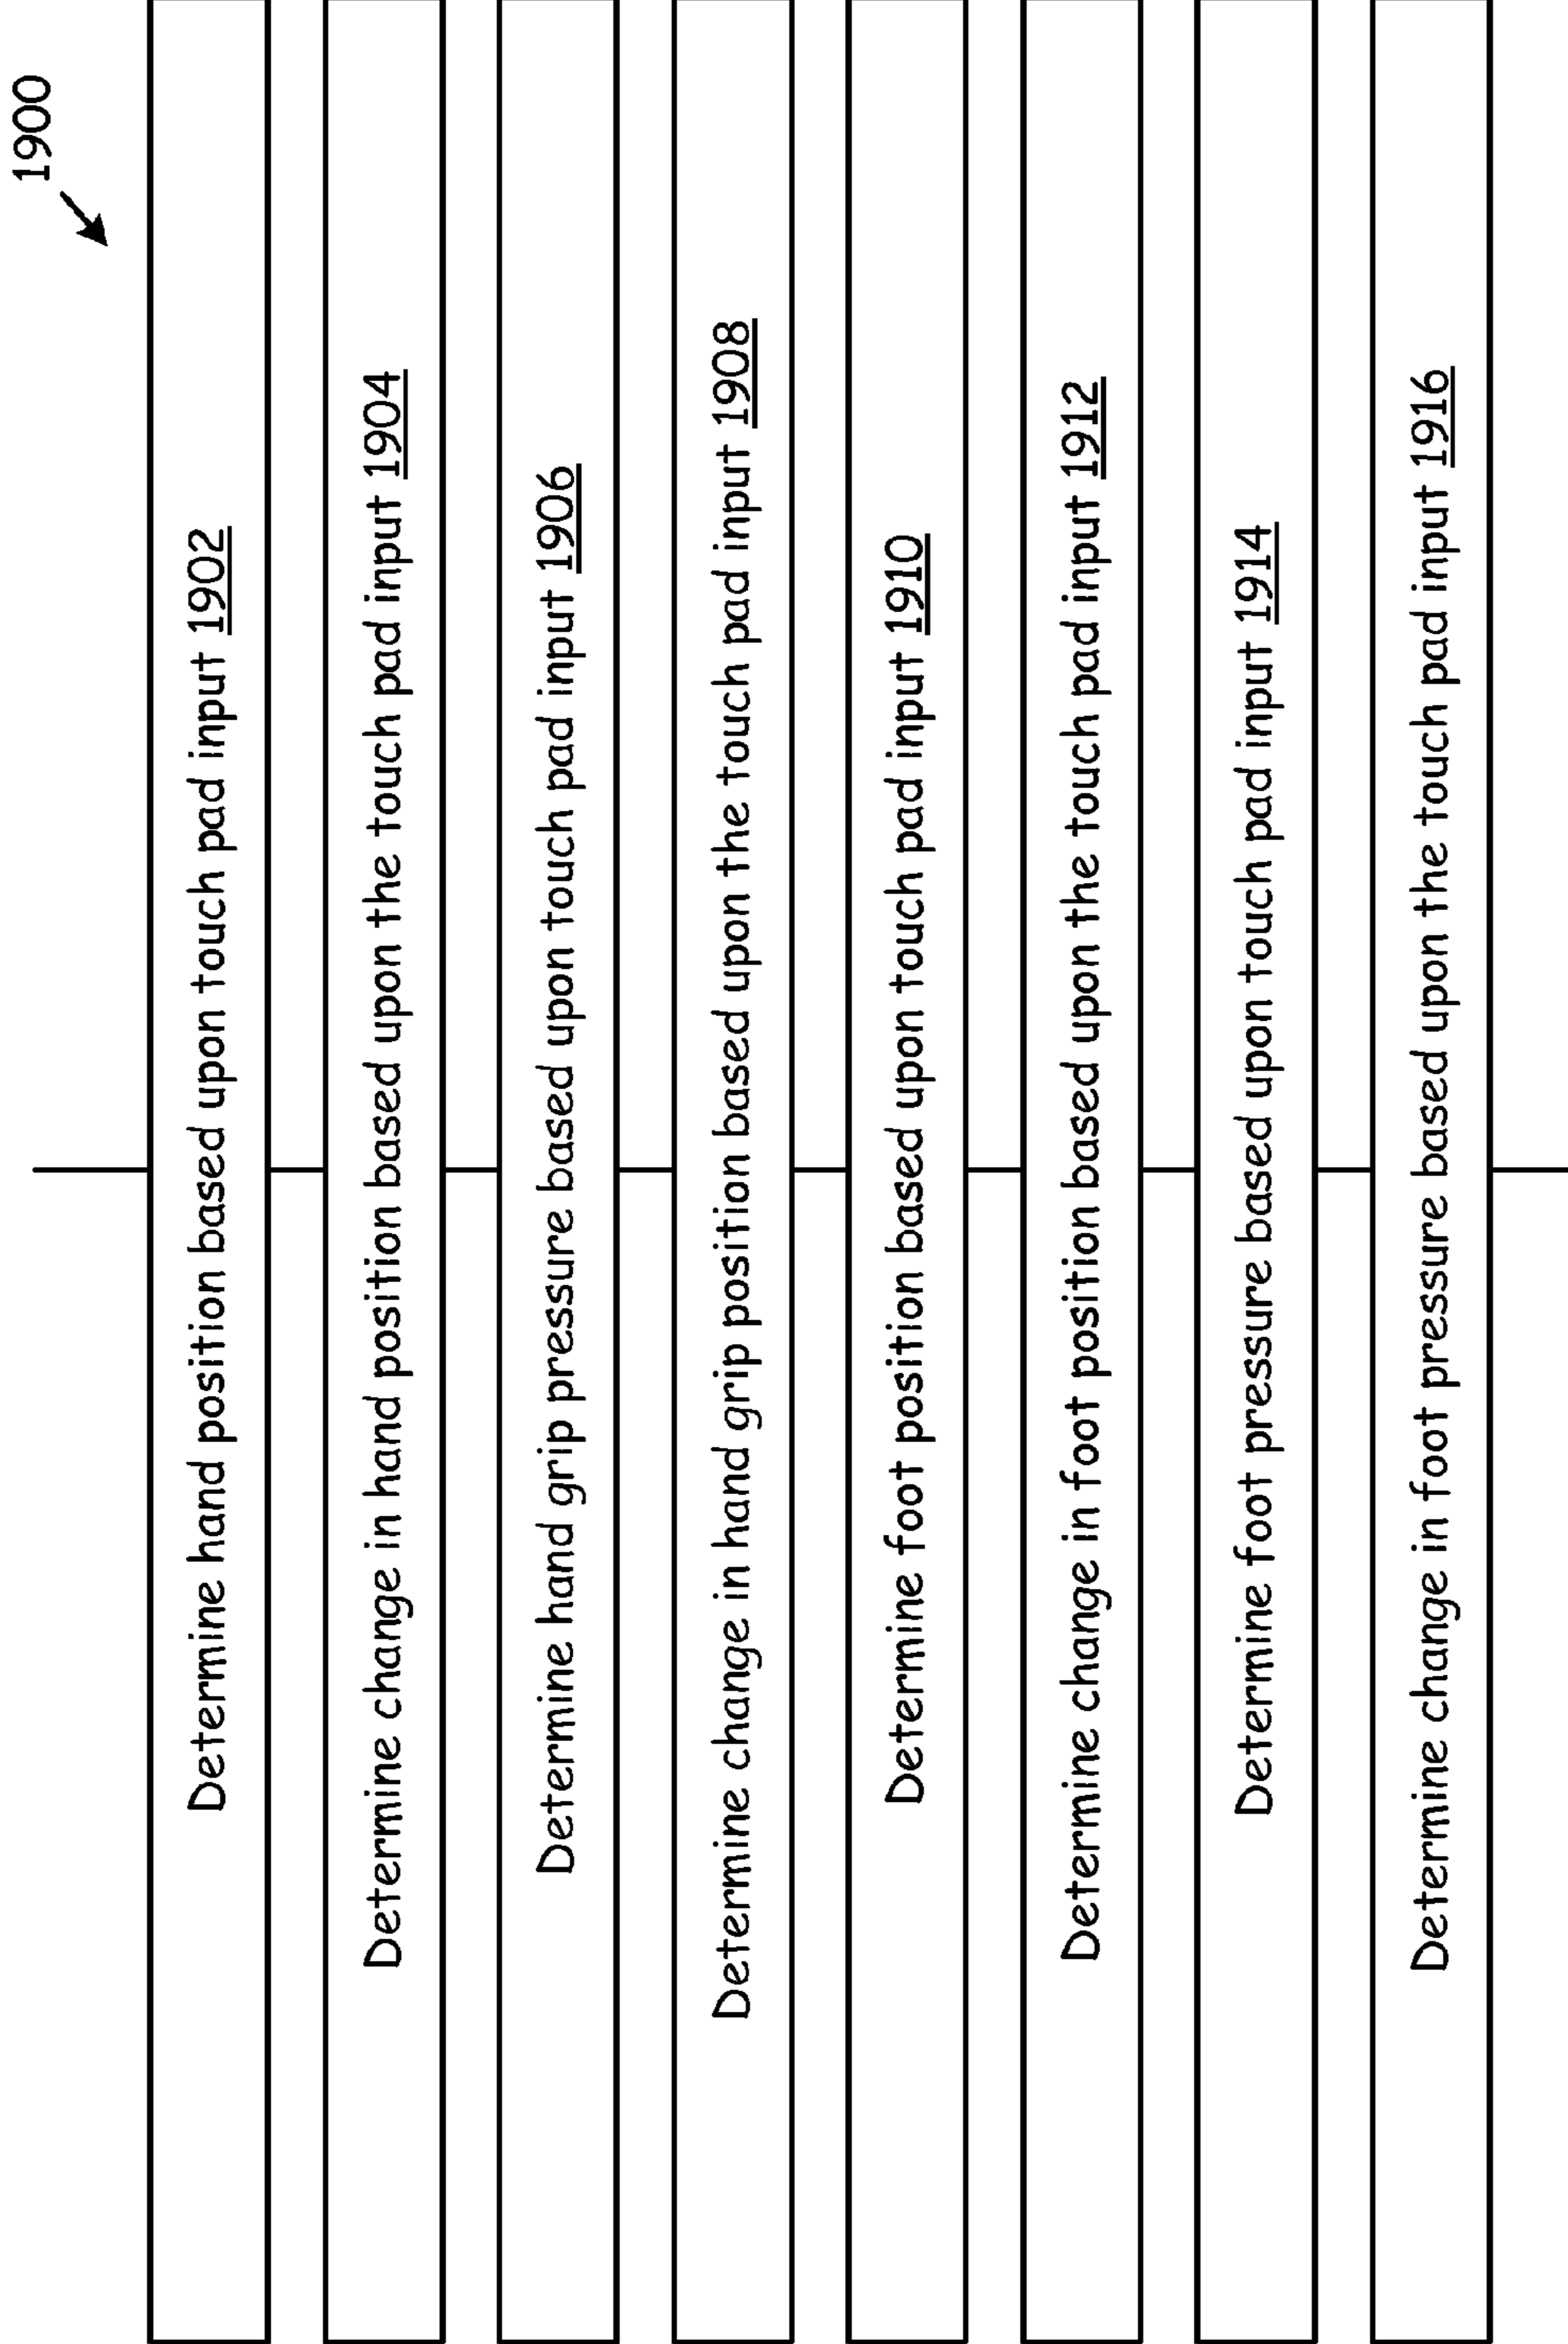 1900
Determine hand position based upon touch pad input 1902
Determine change in hand position based upon the touch pad input 1904
Determine hand grip pressure based upon touch pad input 1906
Determine change in hand grip position based upon the touch pad input 1908
Determine foot position based upon touch pad input 1910
Determine change in foot position based upon the touch pad input 1912
Determine foot pressure based upon touch pad input 1914
Determine change in foot pressure based upon the touch pad input 1916